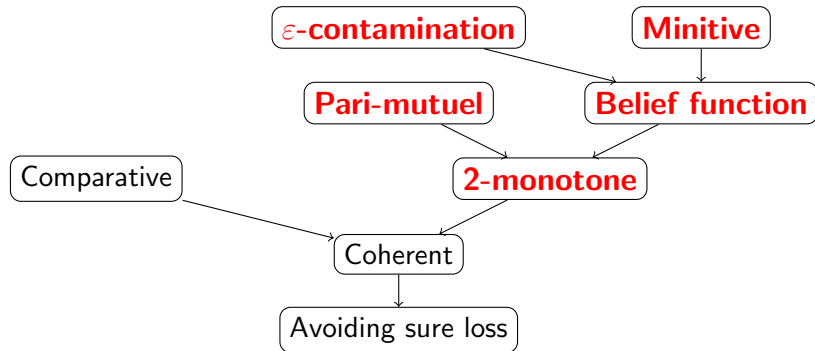 ε-contamination
Minitive
Pari-mutuel
Belief function
Comparative
2-monotone
Coherent
Avoiding sure loss